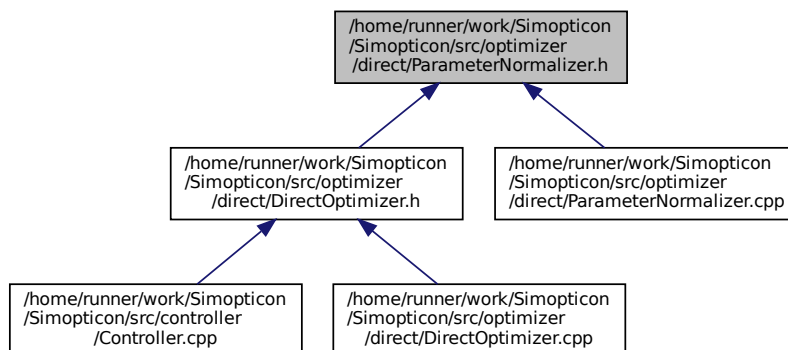 /home/runner/work/Simopticon
/Simopticon/src/optimizer
/direct/ParameterNormalizer.h
/home/runner/work/Simopticon
/Simopticon/src/optimizer
/direct/DirectOptimizer.h
/home/runner/work/Simopticon
/Simopticon/src/optimizer
/direct/ParameterNormalizer.cpp
/home/runner/work/Simopticon
/Simopticon/src/controller
/Controller.cpp
/home/runner/work/Simopticon
/Simopticon/src/optimizer
/direct/DirectOptimizer.cpp